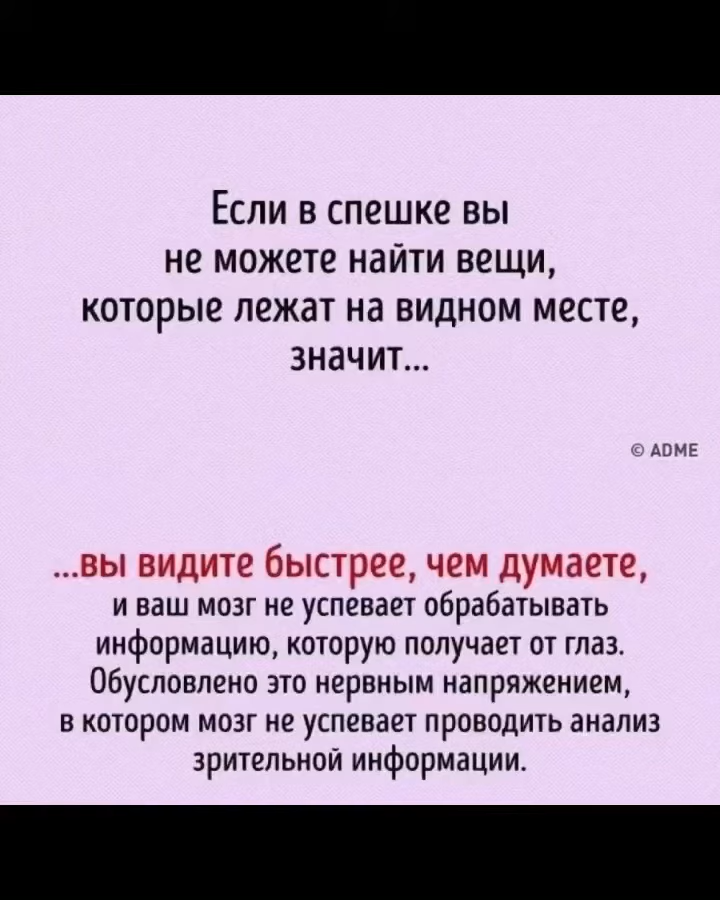 Если в спешке вы
не можете найти вещи,
которые лежат на видном месте,
значит...
© ADME
...вы видите быстрее, чем думаете,
и ваш мозг не успевает обрабатывать
информацию, которую получает от глаз.
Обусловлено это нервным напряжением,
в котором мозг не успевает проводить анализ
зрительной информации.